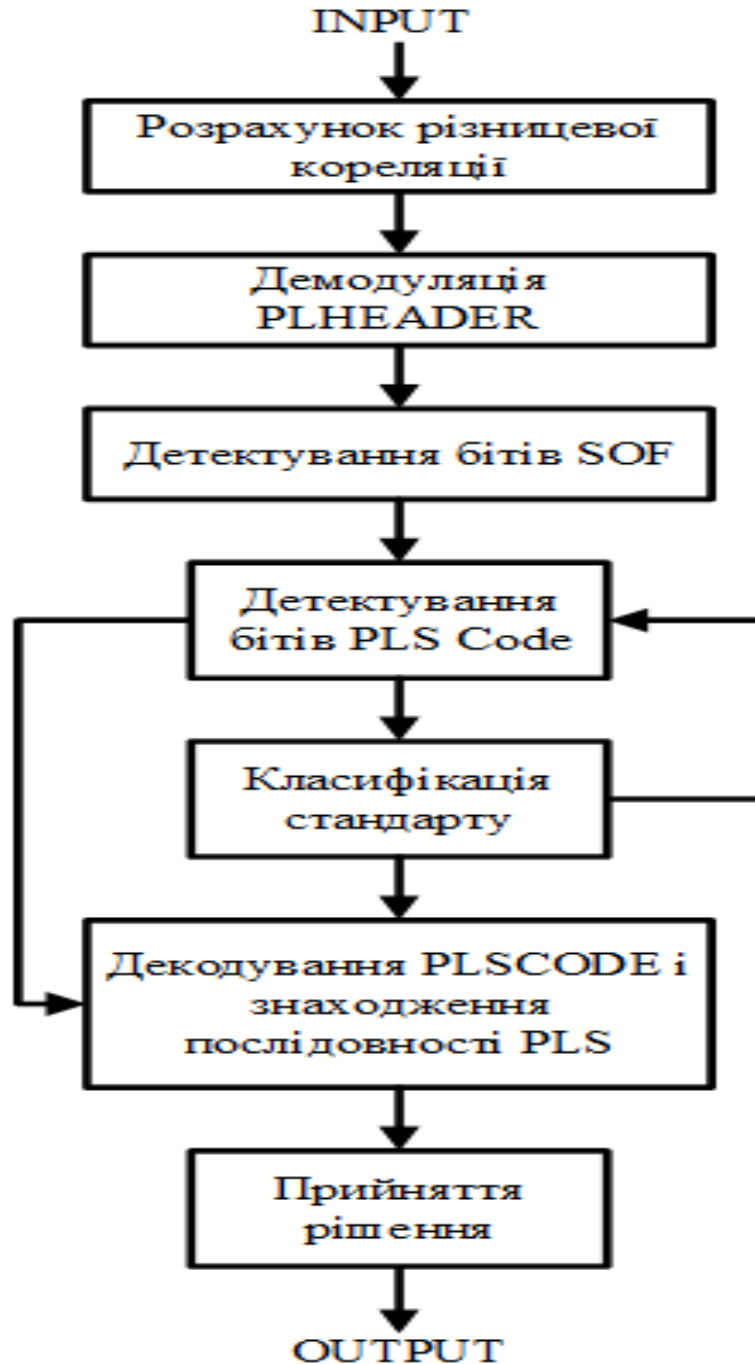 INPUT
Розрахунок різницевої
кореляції
Демодуляція
PLHEADER
Детектування бітів SOF
Детектування
бітів PLS Code
Класифікація
стандарту
Декодування PLSCODE і
знаходження
послідовності PLS
Прийняття
рішення
OUTPUT